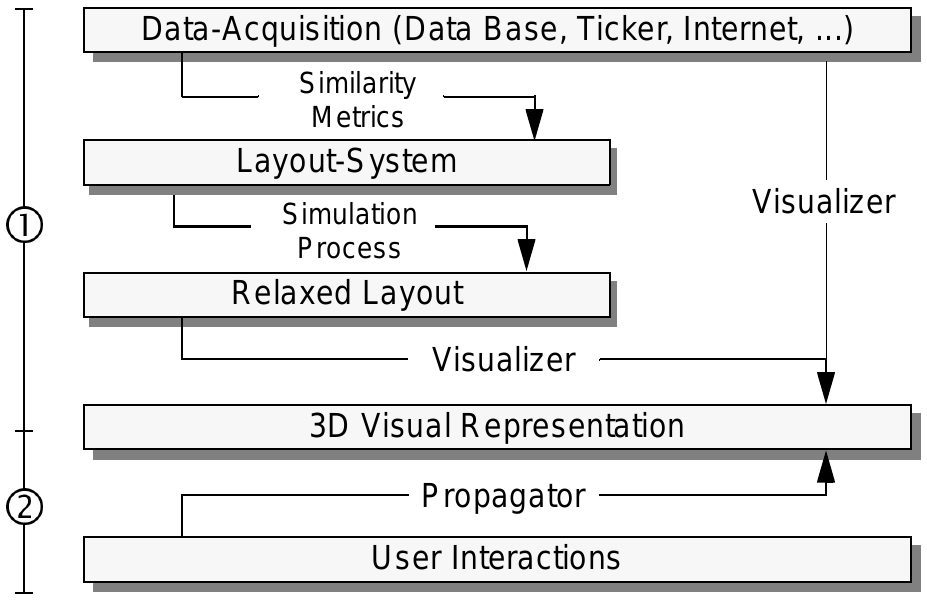 Data-Acquisition (Data Base, Ticker, Internet, ...)
Similarity
Metrics
Layout-System
Visualizer
Simulation
Process
Relaxed Layout
Visualizer
3D Visual Representation
Propagator
User Interactions
1
2